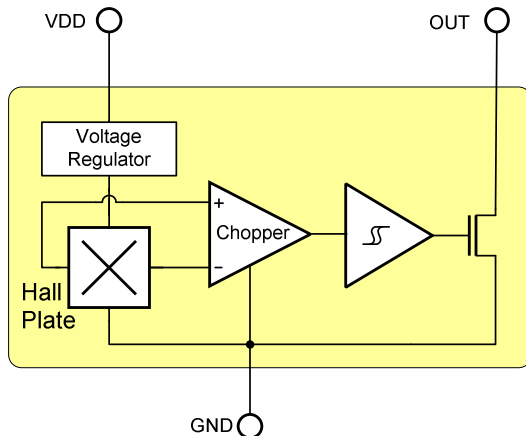 VDD
OUT
Voltage
Regulator
+
Chopper
−
Hall
Plate
GND